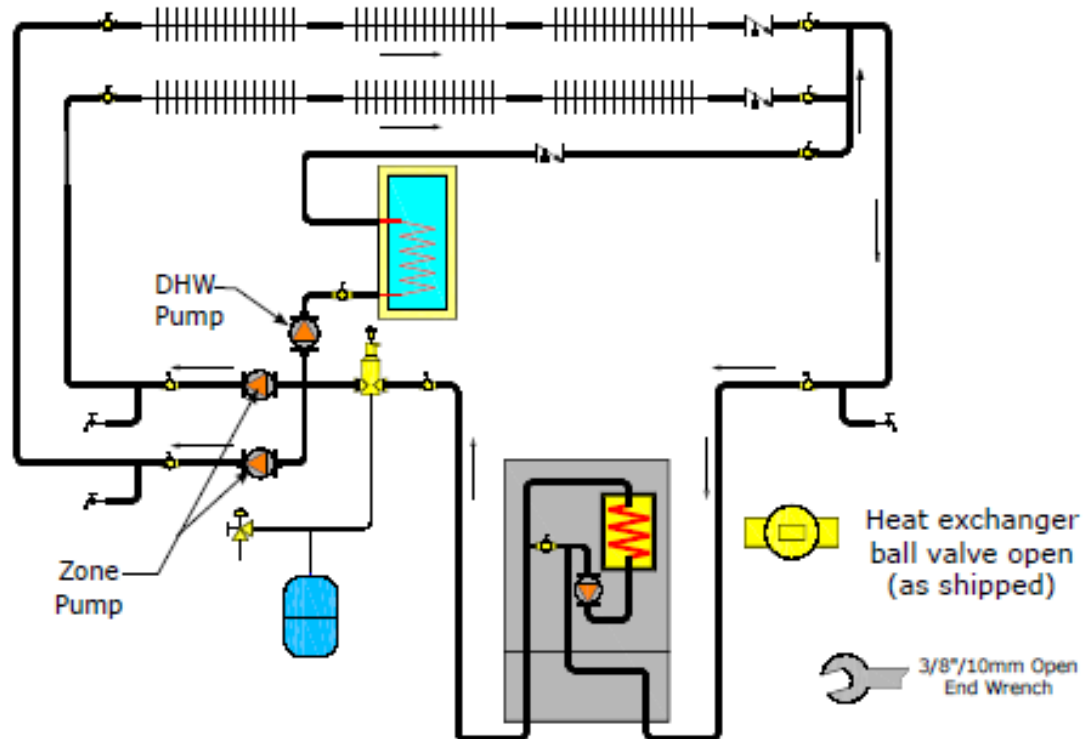 DHW
Pump
Zone
Pump
Heat exchanger
ball valve open
(as shipped)
3/8"/10mm Open
End Wrench